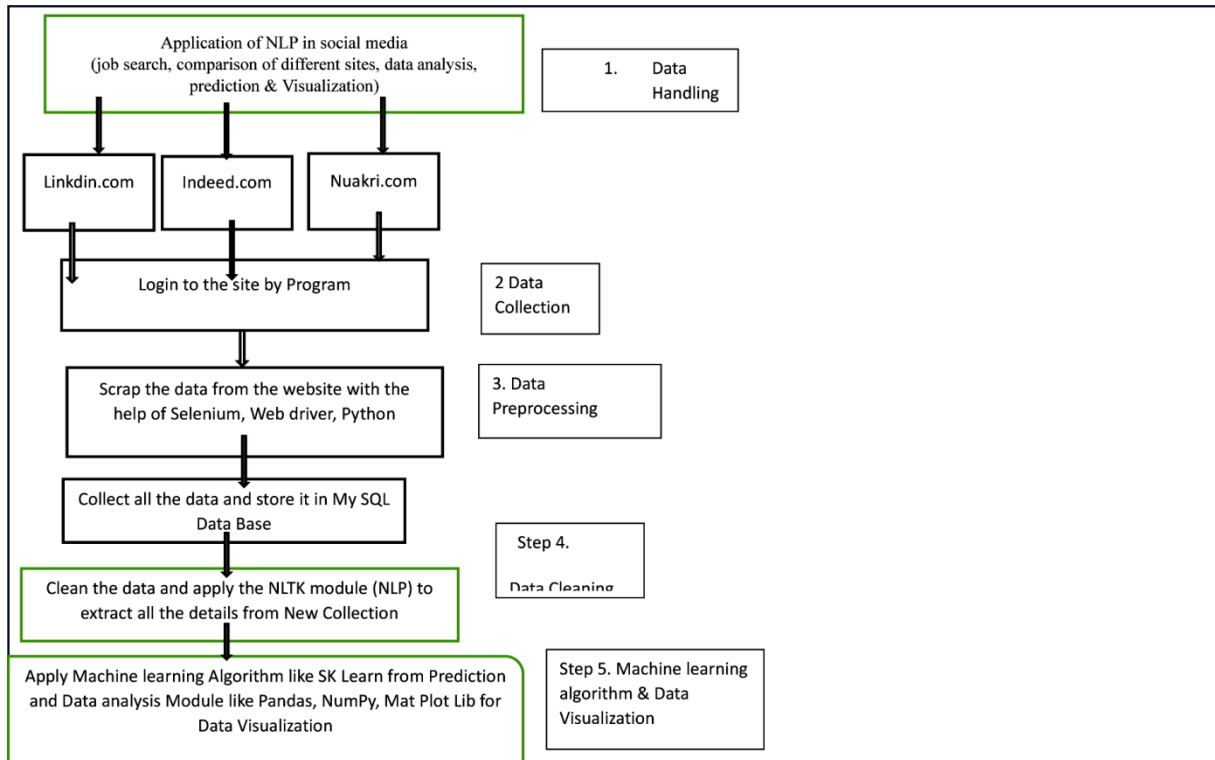 Application of NLP in social media
(job search, comparison of different sites, data analysis,
prediction & Visualization)
1. Data
Handling
Linkdin.com
Indeed.com
Nuakri.com
Login to the site by Program
2 Data
Collection
Scrap the data from the website with the
help of Selenium, Web driver, Python
3. Data
Preprocessing
Collect all the data and store it in My SQL
Data Base
Step 4.
Data Cleaning
Clean the data and apply the NLTK module (NLP) to
extract all the details from New Collection
Apply Machine learning Algorithm like SK Learn from Prediction
and Data analysis Module like Pandas, NumPy, Mat Plot Lib for
Data Visualization
Step 5. Machine learning
algorithm & Data
Visualization